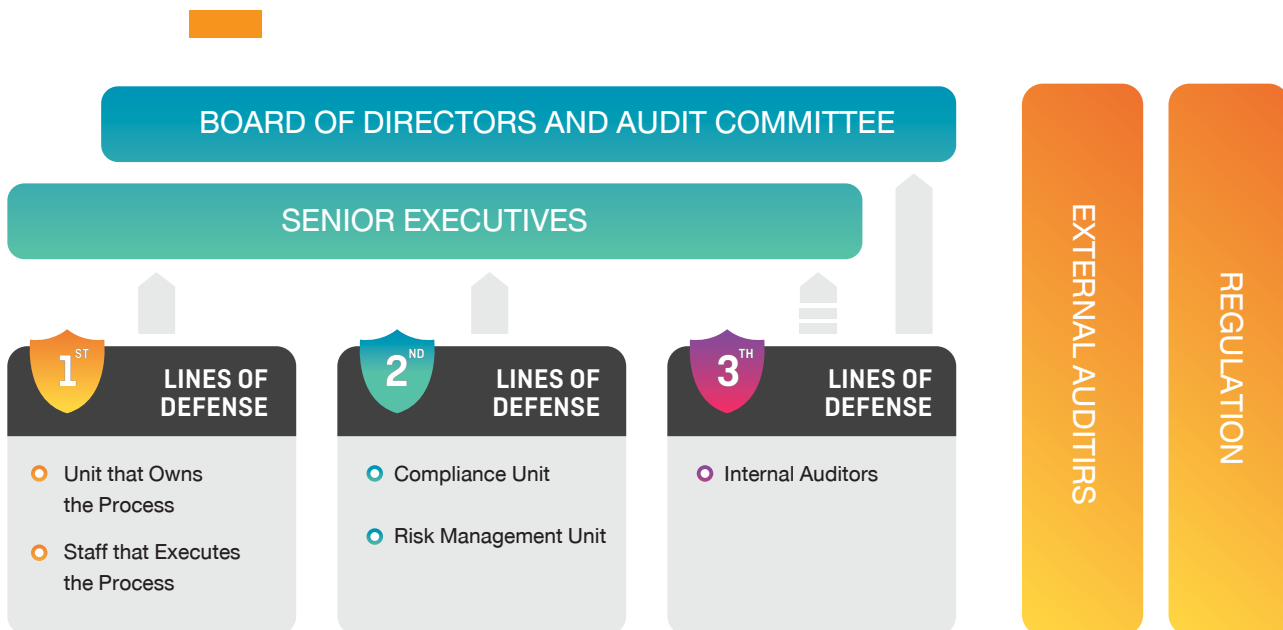 BOARD OF DIRECTORS AND AUDIT COMMITTEE
SENIOR EXECUTIVES
1ST
LINES OF
DEFENSE
Unit that Owns
the Process
Staff that Executes
the Process
2ND
LINES OF
DEFENSE
Compliance Unit
Risk Management Unit
3TH
LINES OF
DEFENSE
Internal Auditors
EXTERNAL AUDITIRS
REGULATION